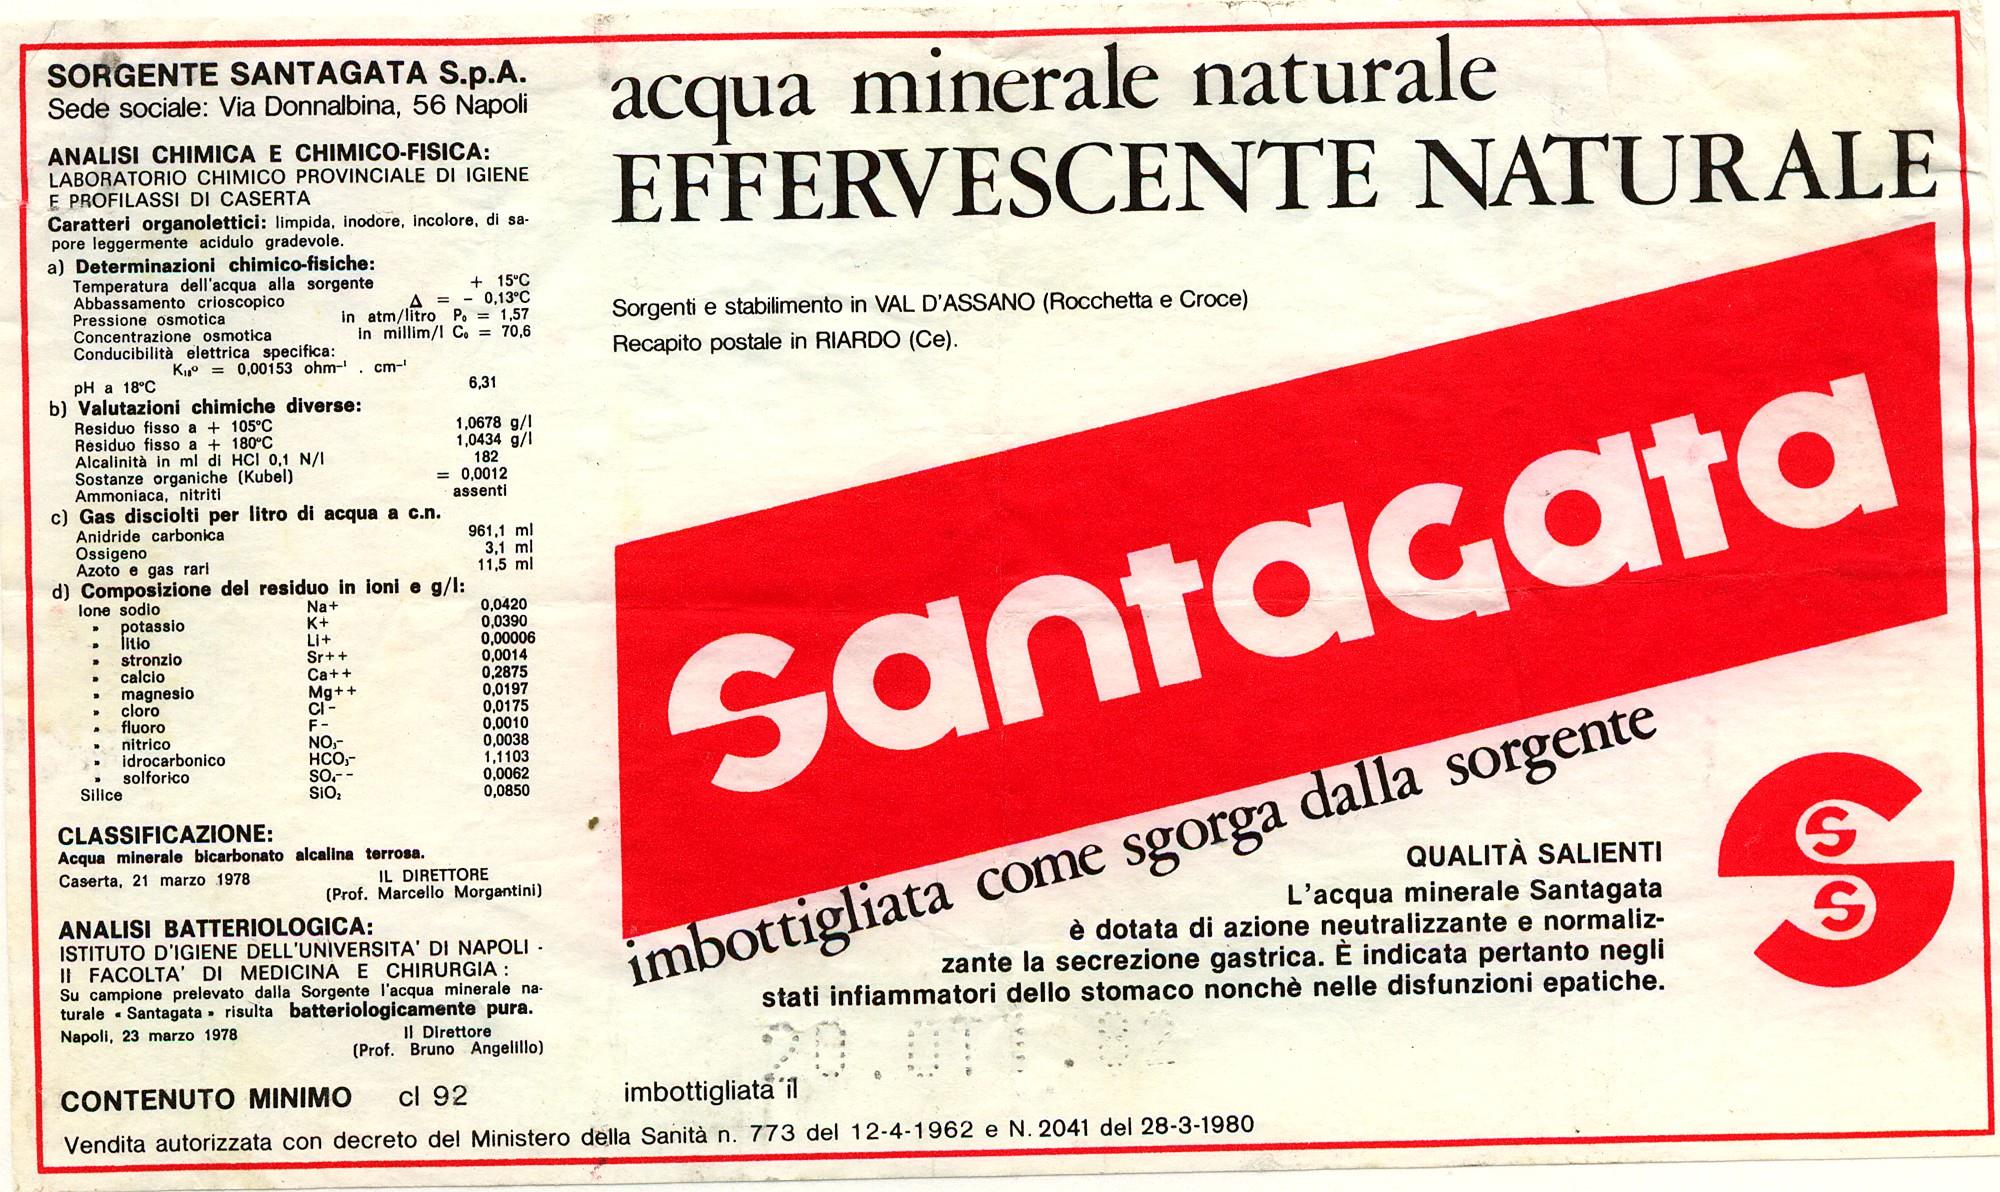 SORGENTE SANTAGATA S.p.A.
Sede sociale: Via Donnalbina, 56 Napoli
ANALISI CHIMICA E CHIMICO-FISICA:
LABORATORIO CHIMICO PROVINCIALE DI IGIENE
E PROFILASSI DI CASERTA
Caratteri organolettici: limpida, inodore, incolore, di sa-
pore leggermente acidulo gradevole.
a) Determinazioni chimico-fisiche:
Temperatura dell'acqua alla sorgente + 15°C
Abbassamento crioscopico Δ = - 0,13°C
Pressione osmotica in atm/litro P₀ = 1,57
Concentrazione osmotica in millim/l C₀ = 70,6
Conducibilità elettrica specifica:
K₁₈° = 0,00153 ohm⁻¹ . cm⁻¹
pH a 18°C 6,31
b) Valutazioni chimiche diverse:
Residuo fisso a + 105°C 1,0678 g/l
Residuo fisso a + 180°C 1,0434 g/l
Alcalinità in ml di HCl 0,1 N/l 182
Sostanze organiche (Kubel) = 0,0012
Ammoniaca, nitriti assenti
c) Gas disciolti per litro di acqua a c.n.
Anidride carbonica 961,1 ml
Ossigeno 3,1 ml
Azoto e gas rari 11,5 ml
d) Composizione del residuo in ioni e g/l:
Ione sodio Na+ 0,0420
» potassio K+ 0,0390
» litio Li+ 0,00006
» stronzio Sr++ 0,0014
» calcio Ca++ 0,2875
» magnesio Mg++ 0,0197
» cloro Cl- 0,0175
» fluoro F- 0,0010
» nitrico NO₃- 0,0038
» idrocarbonico HCO₃- 1,1103
» solforico SO₄-- 0,0062
Silice SiO₂ 0,0850
CLASSIFICAZIONE:
Acqua minerale bicarbonato alcalina terrosa.
Caserta, 21 marzo 1978 IL DIRETTORE
(Prof. Marcello Morgantini)
ANALISI BATTERIOLOGICA:
ISTITUTO D'IGIENE DELL'UNIVERSITA' DI NAPOLI -
II FACOLTA' DI MEDICINA E CHIRURGIA :
Su campione prelevato dalla Sorgente l'acqua minerale na-
turale « Santagata » risulta batteriologicamente pura.
Napoli, 23 marzo 1978 Il Direttore
(Prof. Bruno Angelillo)
CONTENUTO MINIMO cl 92
acqua minerale naturale
EFFERVESCENTE NATURALE
Sorgenti e stabilimento in VAL D'ASSANO (Rocchetta e Croce)
Recapito postale in RIARDO (Ce).
santagata
imbottigliata come sgorga dalla sorgente
QUALITÀ SALIENTI
L'acqua minerale Santagata
è dotata di azione neutralizzante e normaliz-
zante la secrezione gastrica. È indicata pertanto negli
stati infiammatori dello stomaco nonchè nelle disfunzioni epatiche.
20.OTT.82
imbottigliata il
Vendita autorizzata con decreto del Ministero della Sanità n. 773 del 12-4-1962 e N. 2041 del 28-3-1980